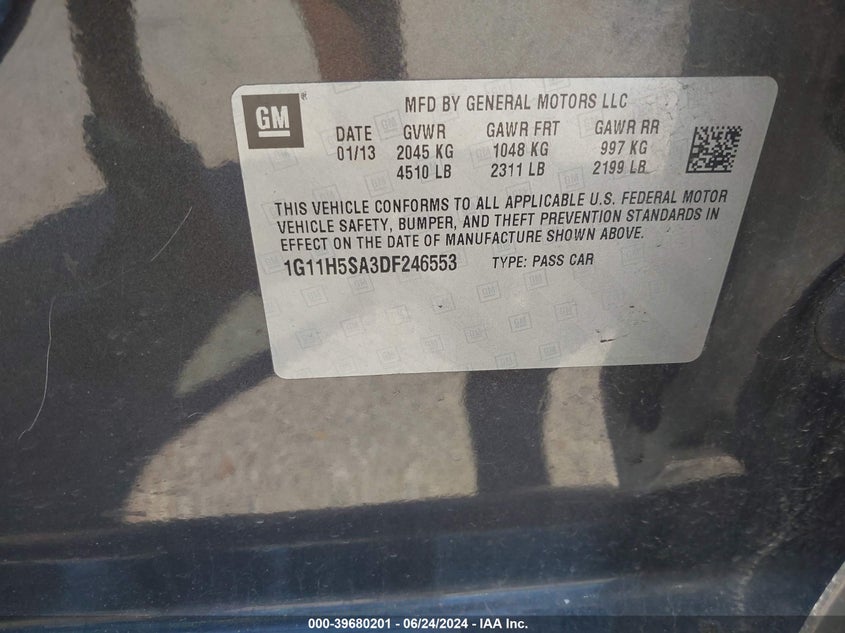 GM
MFD BY GENERAL MOTORS LLC
DATE GVWR GAWR FRT GAWR RR
01/13 2045 KG 1048 KG 997 KG
4510 LB 2311 LB 2199 LB
THIS VEHICLE CONFORMS TO ALL APPLICABLE U.S. FEDERAL MOTOR
VEHICLE SAFETY, BUMPER, AND THEFT PREVENTION STANDARDS IN
EFFECT ON THE DATE OF MANUFACTURE SHOWN ABOVE.
1G11H5SA3DF246553 TYPE: PASS CAR
000-39680201 - 06/24/2024 - IAA Inc.